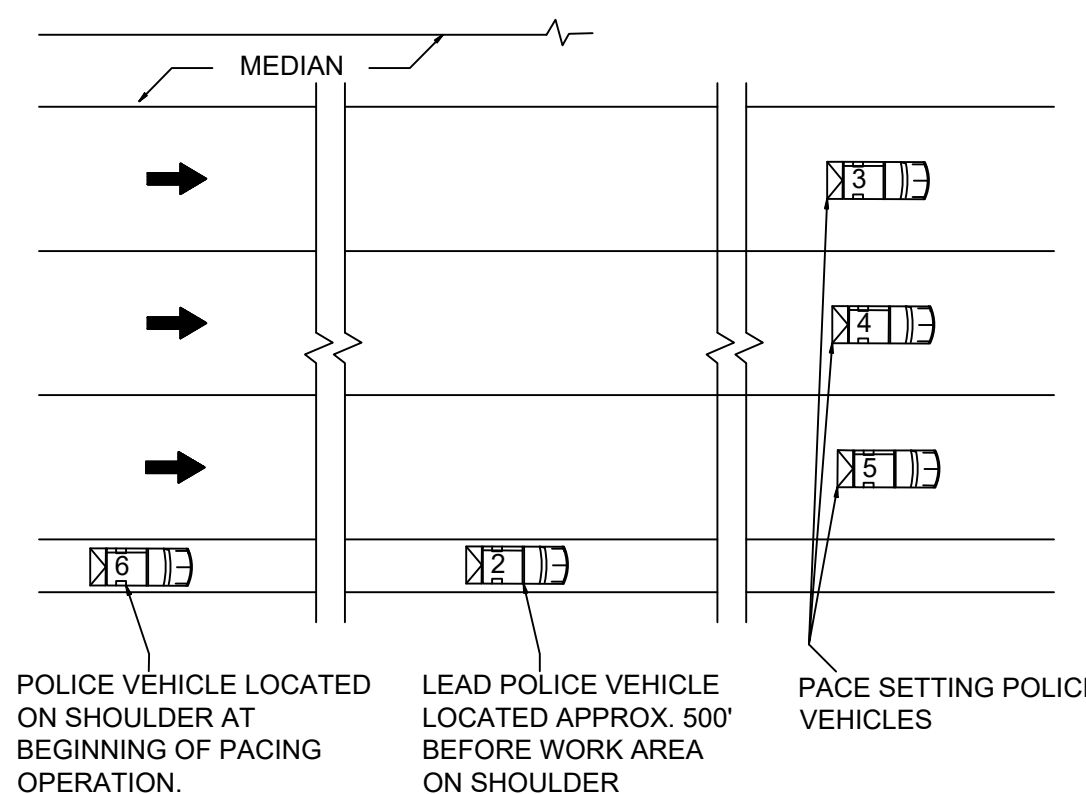 MEDIAN
3
4
5
6
2
POLICE VEHICLE LOCATED
ON SHOULDER AT
BEGINNING OF PACING
OPERATION.
LEAD POLICE VEHICLE
LOCATED APPROX. 500'
BEFORE WORK AREA
ON SHOULDER
PACE SETTING POLICE
VEHICLES